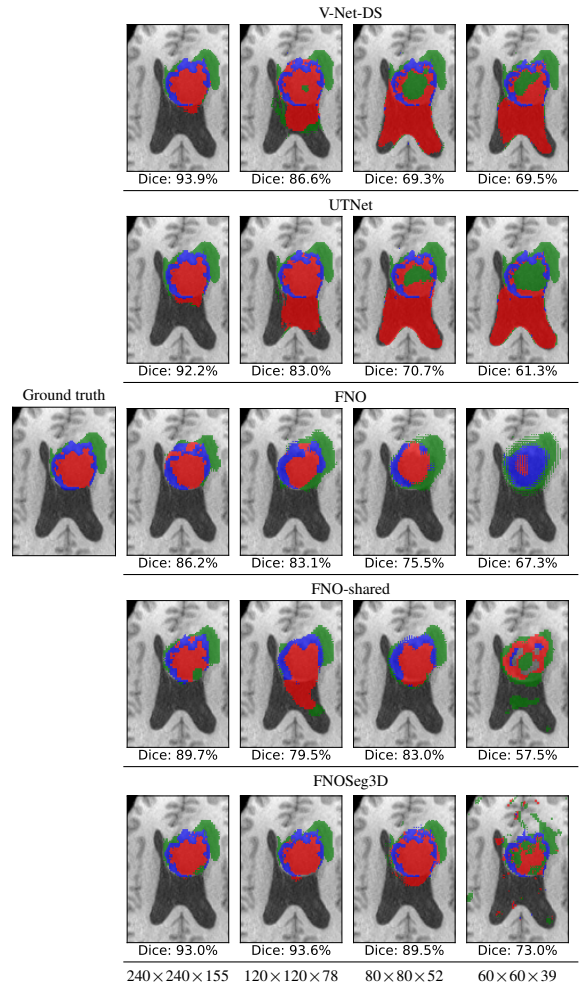 V-Net-DS
Dice: 93.9% Dice: 86.6% Dice: 69.3% Dice: 69.5%
UTNet
Dice: 92.2% Dice: 83.0% Dice: 70.7% Dice: 61.3%
Ground truth
FNO
Dice: 86.2% Dice: 83.1% Dice: 75.5% Dice: 67.3%
FNO-shared
Dice: 89.7% Dice: 79.5% Dice: 83.0% Dice: 57.5%
FNOSeg3D
Dice: 93.0% Dice: 93.6% Dice: 89.5% Dice: 73.0%
240×240×155 120×120×78 80×80×52 60×60×39